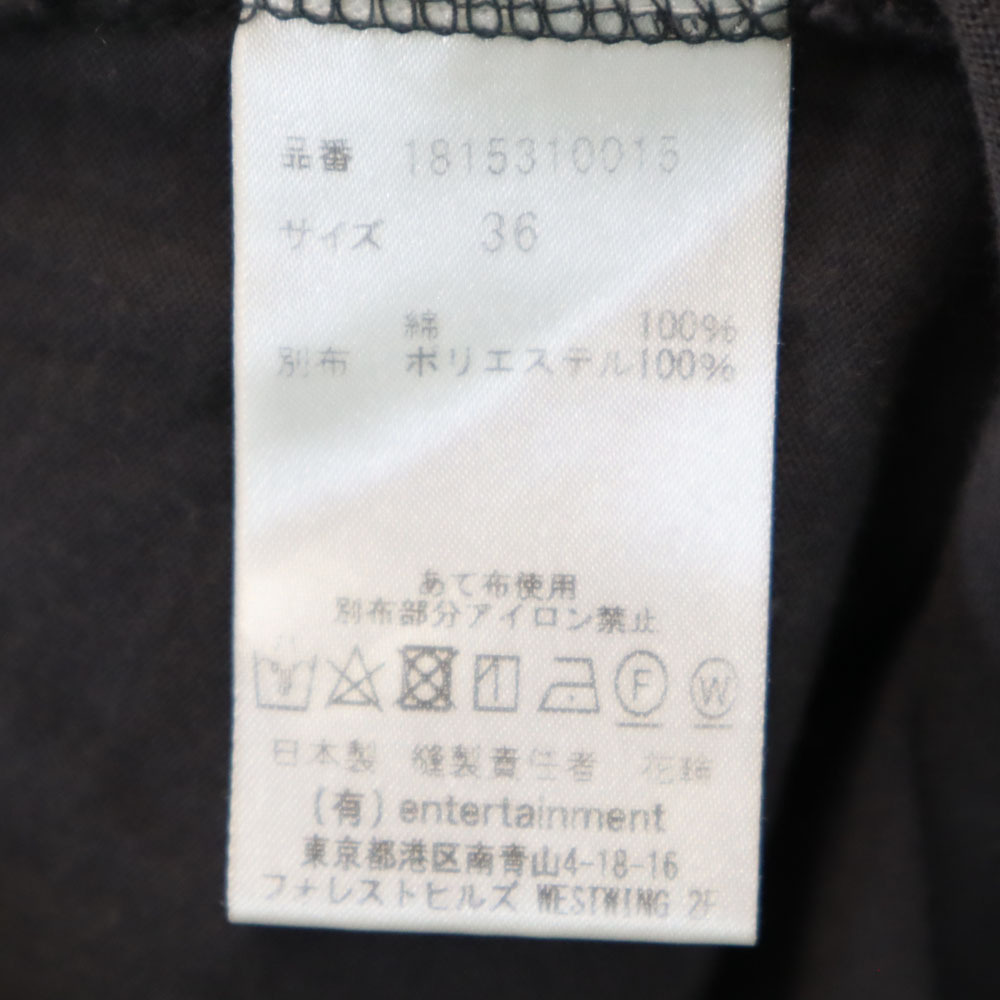 品番 1815310015
サイズ 36
綿 100%
別布 ポリエステル100%
あて布使用
別布部分アイロン禁止
F W
日本製 縫製責任者 花輪
(有) entertainment
東京都港区南青山4-18-16
フォレストヒルズ WESTWING 2F